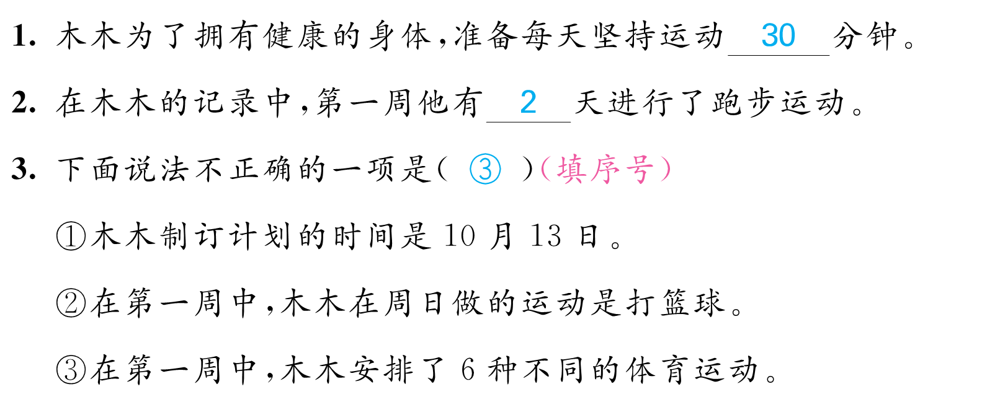 1. 木木为了拥有健康的身体,准备每天坚持运动 30 分钟。
2. 在木木的记录中,第一周他有 2 天进行了跑步运动。
3. 下面说法不正确的一项是( ③ )(填序号)
①木木制订计划的时间是 10 月 13 日。
②在第一周中,木木在周日做的运动是打篮球。
③在第一周中,木木安排了 6 种不同的体育运动。